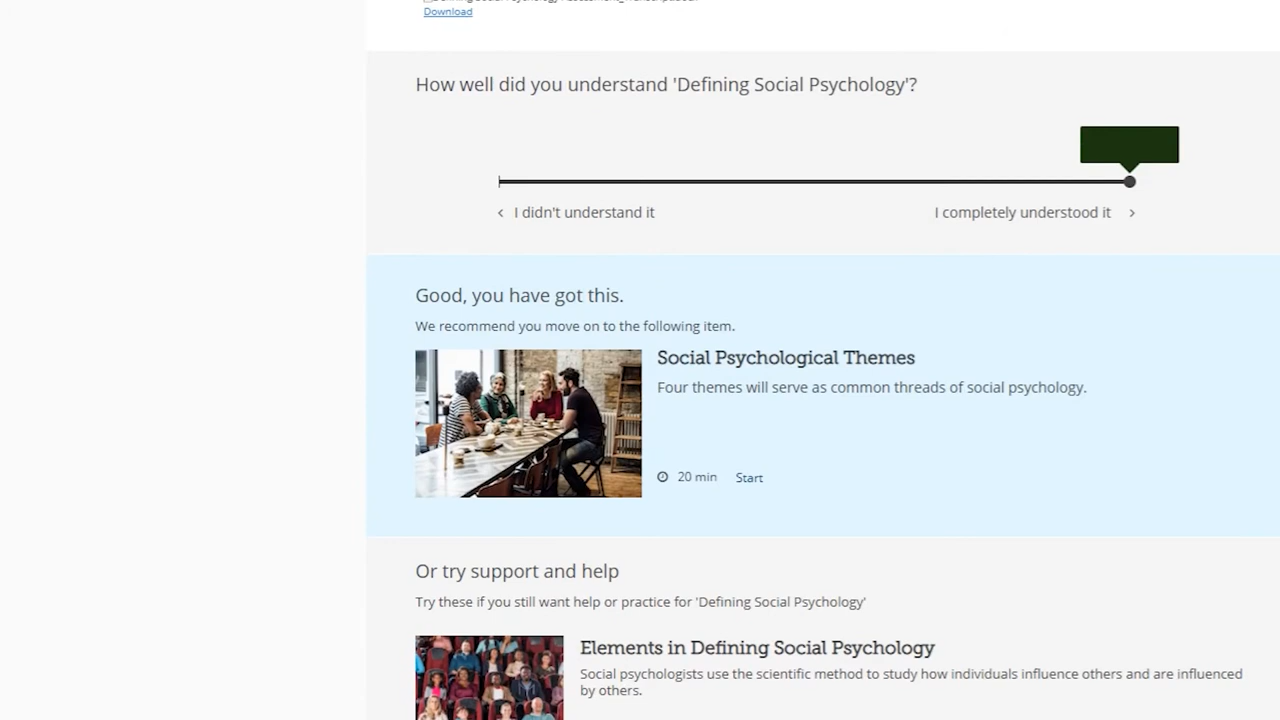 Download
How well did you understand 'Defining Social Psychology'?
I didn't understand it
I completely understood it
Good, you have got this.
We recommend you move on to the following item.
Social Psychological Themes
Four themes will serve as common threads of social psychology.
20 min Start
Or try support and help
Try these if you still want help or practice for 'Defining Social Psychology'
Elements in Defining Social Psychology
Social psychologists use the scientific method to study how individuals influence others and are influenced
by others.